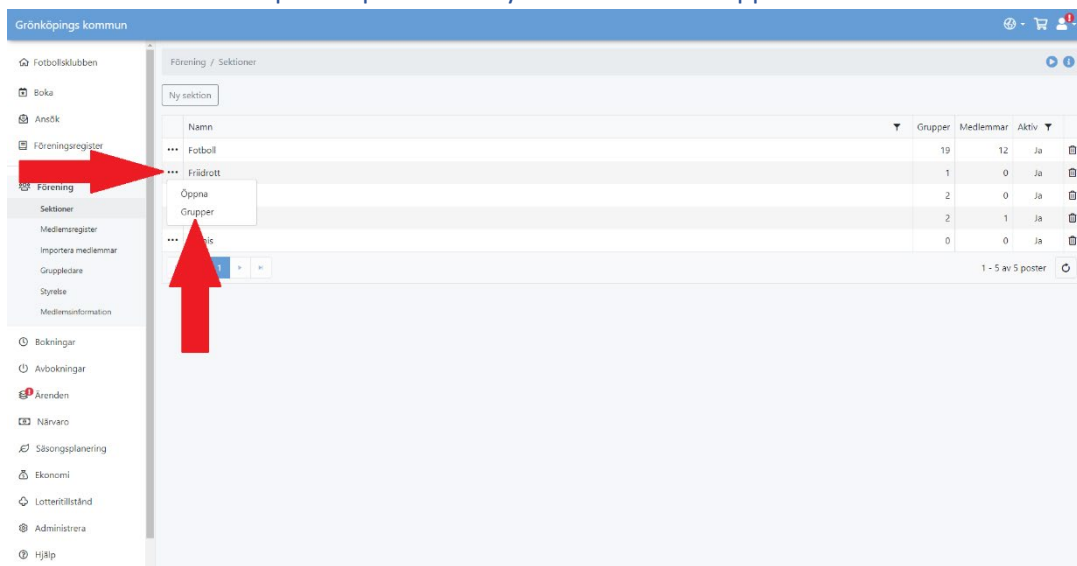 Grönköpings kommun
Fotbollsklubben
Boka
Ansök
Föreningsregister
Förening
Sektioner
Medlemsregister
Importera medlemmar
Gruppledare
Styrelse
Medlemsinformation
Bokningar
Avbokningar
Ärenden
Närvaro
Säsongsplanering
Ekonomi
Lotteritillstånd
Administrera
Hjälp
Förening / Sektioner
Ny sektion
Namn Grupper Medlemmar Aktiv
Fotboll 19 12 Ja
Friidrott 1 0 Ja
Öppna 2 0 Ja
Grupper 2 1 Ja
0 0 Ja
1 1 - 5 av 5 poster